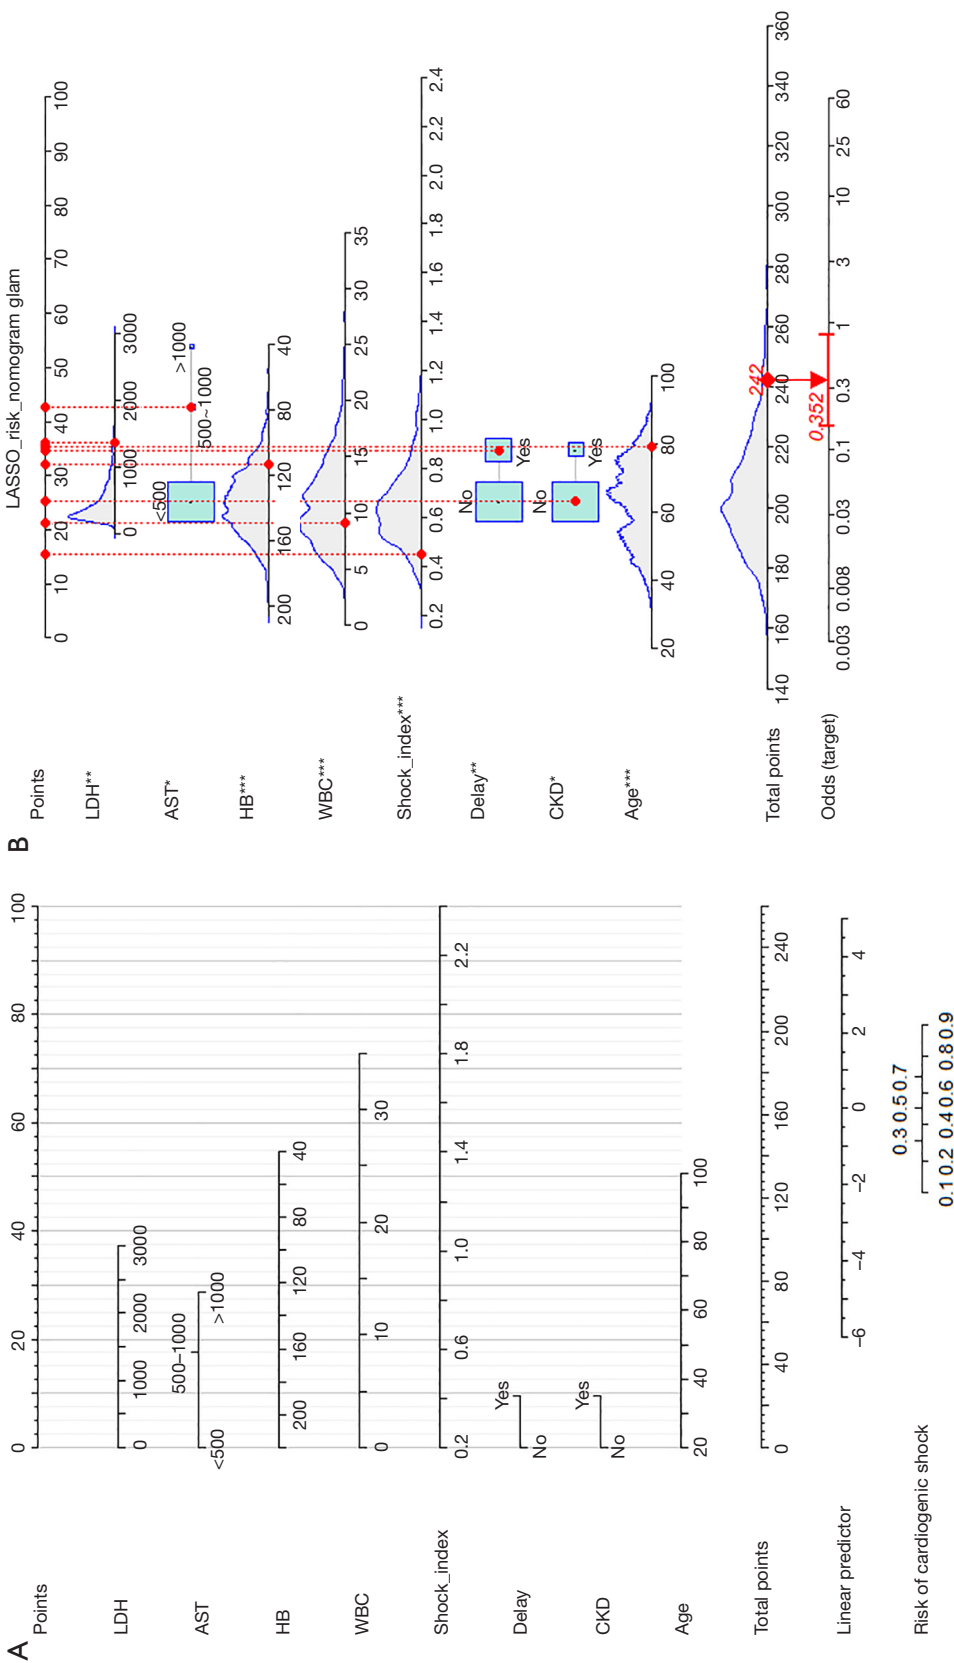 A
Points
0 20 40 60 80 100
LDH
0 1000 2000 3000
AST
<500 500–1000 >1000
HB
200 160 120 80 40
WBC
0 10 20 30
Shock_index
0.2 0.6 1.0 1.4 1.8 2.2
Delay
No Yes
CKD
No Yes
Age
20 40 60 80 100
Total points
0 40 80 120 160 200 240
Linear predictor
−6 −4 −2 0 2 4
Risk of cardiogenic shock
0.3 0.5 0.7
0.1 0.2 0.4 0.6 0.8 0.9
B
LASSO_risk_nomogram glam
Points
0 10 20 30 40 50 60 70 80 90 100
LDH**
0 1000 2000 3000
AST*
<500 500~1000 >1000
HB***
200 160 120 80 40
WBC***
0 5 10 15 20 25 30 35
Shock_index***
0.2 0.4 0.6 0.8 1.0 1.2 1.4 1.6 1.8 2.0 2.2 2.4
Delay**
No Yes
CKD*
No Yes
Age***
20 40 60 80 100
242
Total points
140 160 180 200 220 240 260 280 300 320 340 360
0.352
Odds (target)
0.003 0.008 0.03 0.1 0.3 1 3 10 25 60